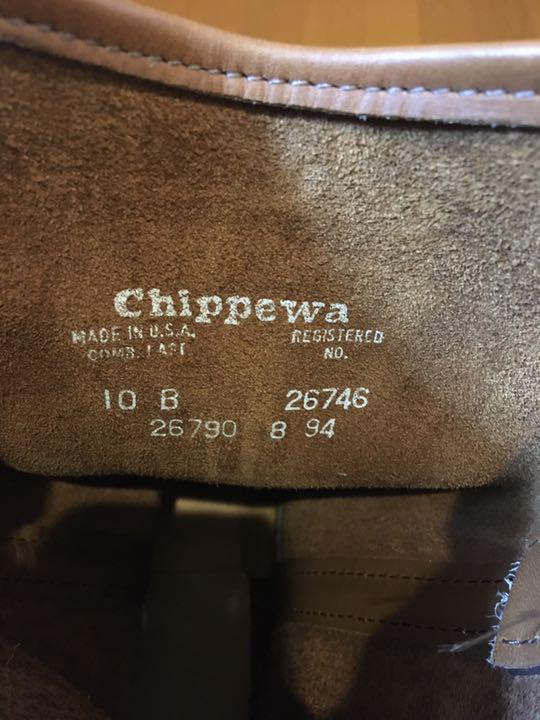 Chippewa
MADE IN U.S.A. REGISTERED
COMB. LAST NO.
10 B 26746
26790 8 94